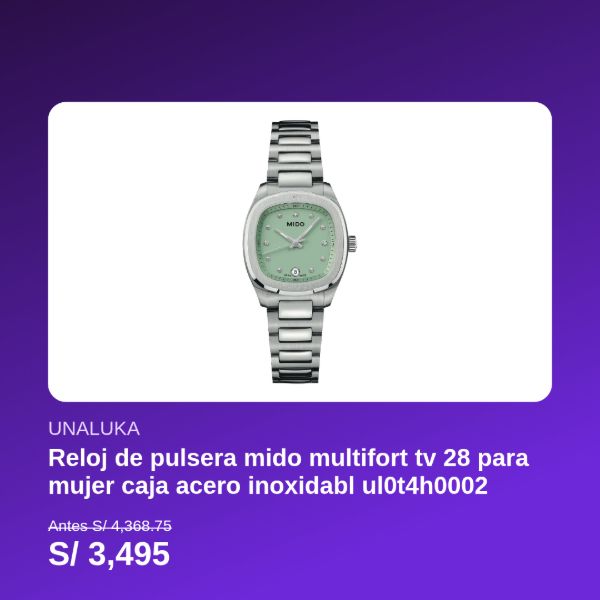 MIDO
UNALUKA
Reloj de pulsera mido multifort tv 28 para
mujer caja acero inoxidabl ul0t4h0002
Antes S/ 4,368.75
S/ 3,495